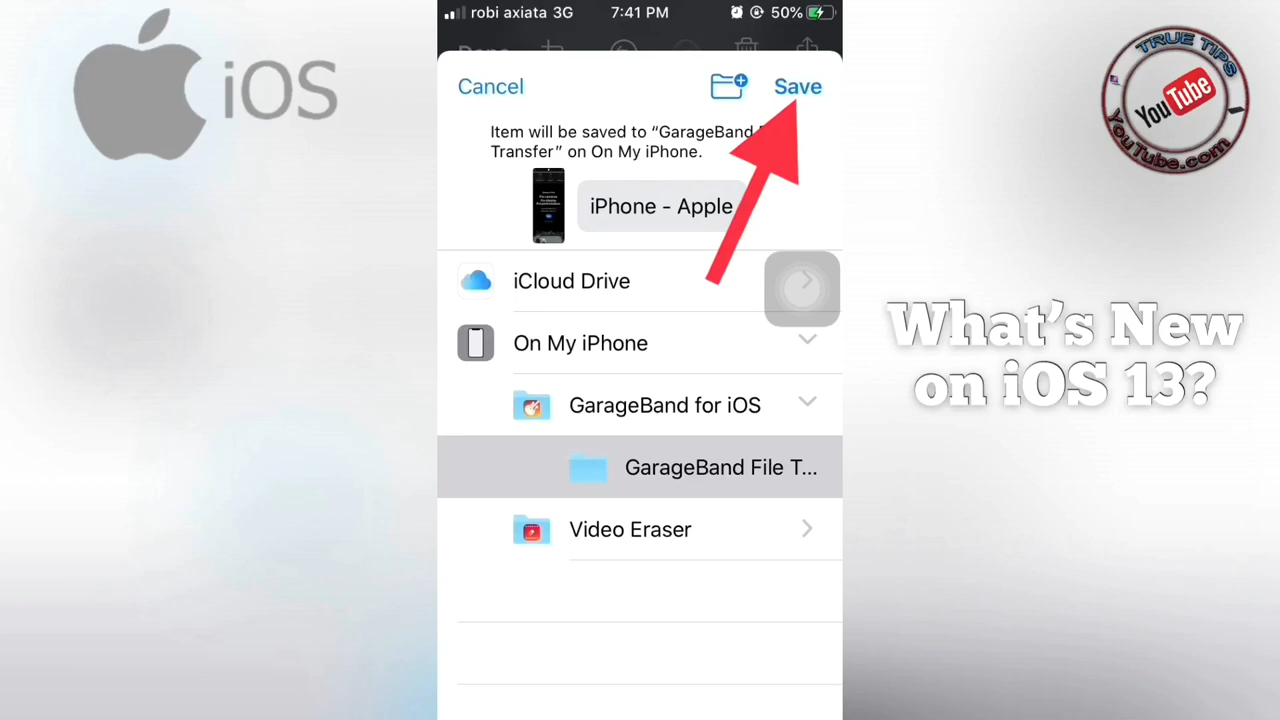 iOS
robi axiata 3G
7:41 PM
50%
Done
Cancel
Save
Item will be saved to “GarageBand
Transfer” on On My iPhone.
iPhone - Apple
iCloud Drive
On My iPhone
GarageBand for iOS
GarageBand File T...
Video Eraser
TRUE TIPS
YouTube
YouTube.com
What’s New
on iOS 13?